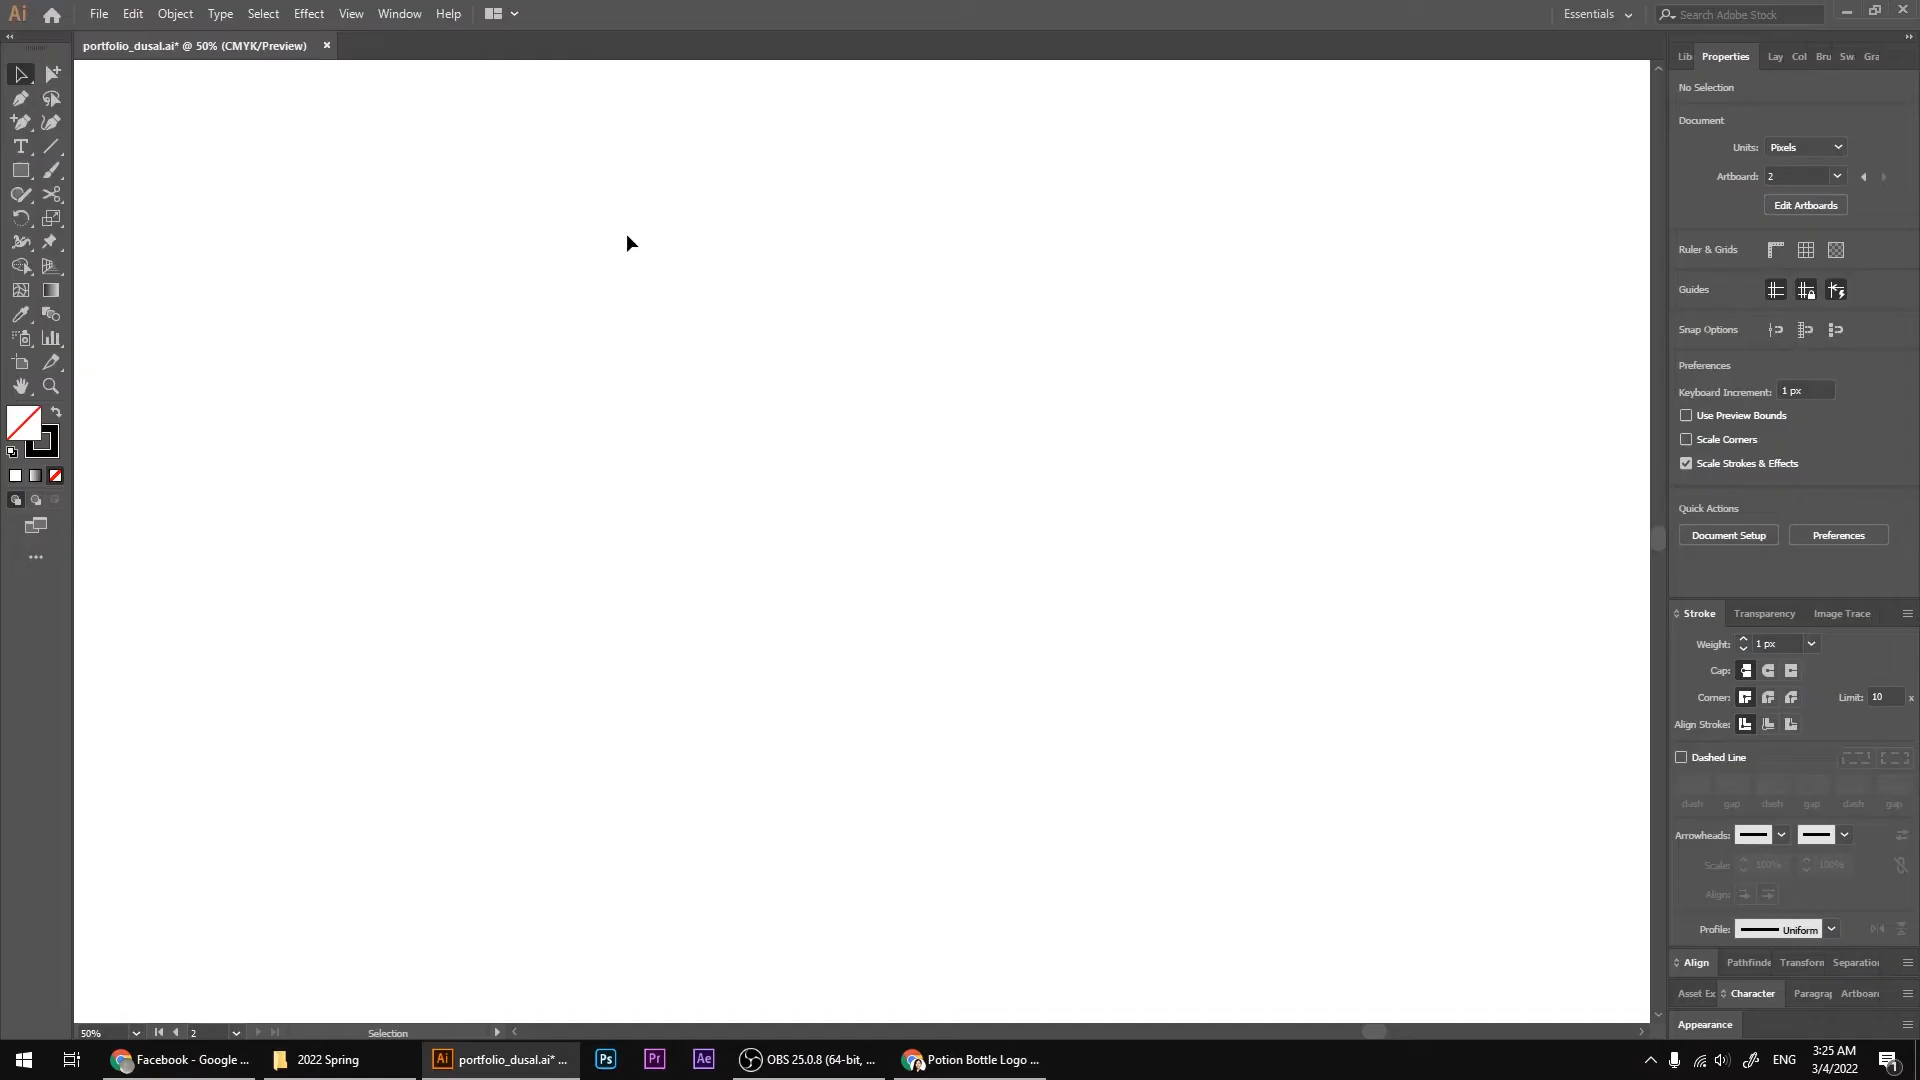 Ai File Edit Object Type Select Effect View Window Help Essentials Search Adobe Stock
portfolio_dusal.ai* @ 50% (CMYK/Preview) ×
Lib Properties Lay Col Bru Sw Gra
No Selection
Document
Units: Pixels
Artboard: 2
Edit Artboards
Ruler & Grids
Guides
Snap Options
Preferences
Keyboard Increment: 1 px
Use Preview Bounds
Scale Corners
Scale Strokes & Effects
Quick Actions
Document Setup Preferences
Stroke Transparency Image Trace
Weight: 1 px
Cap:
Corner: Limit: 10 x
Align Stroke:
Dashed Line
dash gap dash gap dash gap
Arrowheads:
Scale: 100% 100%
Align:
Profile: Uniform
Align Pathfinde Transform Separation
Asset Ex Character Paragrap Artboar
Appearance
50% 2 Selection
Facebook - Google ... 2022 Spring Ai portfolio_dusal.ai* ... Ps Pr Ae OBS 25.0.8 (64-bit, ... Potion Bottle Logo ... ENG 3:25 AM
3/4/2022 1